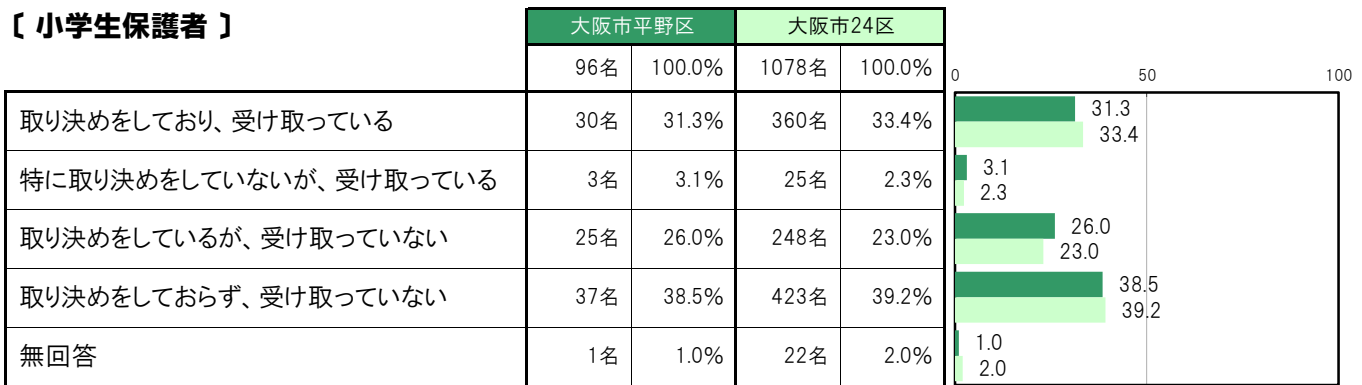 〔 小学生保護者 〕
大阪市平野区 大阪市24区
96名 100.0% 1078名 100.0%
0 50 100
取り決めをしており、受け取っている 30名 31.3% 360名 33.4%
31.3
33.4
特に取り決めをしていないが、受け取っている 3名 3.1% 25名 2.3%
3.1
2.3
取り決めをしているが、受け取っていない 25名 26.0% 248名 23.0%
26.0
23.0
取り決めをしておらず、受け取っていない 37名 38.5% 423名 39.2%
38.5
39.2
無回答 1名 1.0% 22名 2.0%
1.0
2.0